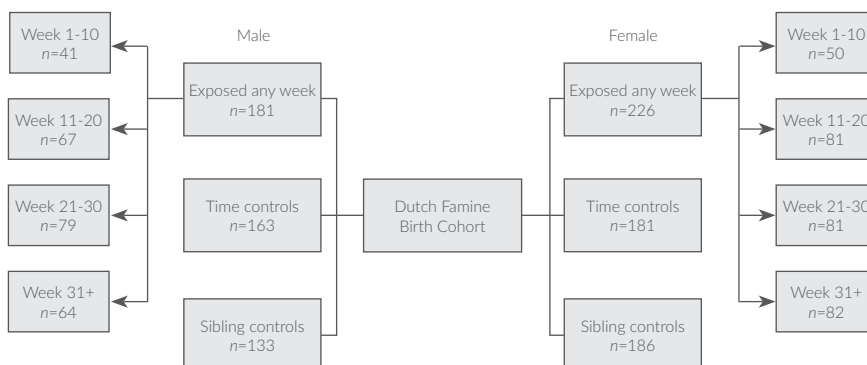 Male
Female
Week 1-10
n=41
Week 11-20
n=67
Week 21-30
n=79
Week 31+
n=64
Exposed any week
n=181
Time controls
n=163
Sibling controls
n=133
Dutch Famine
Birth Cohort
Exposed any week
n=226
Time controls
n=181
Sibling controls
n=186
Week 1-10
n=50
Week 11-20
n=81
Week 21-30
n=81
Week 31+
n=82